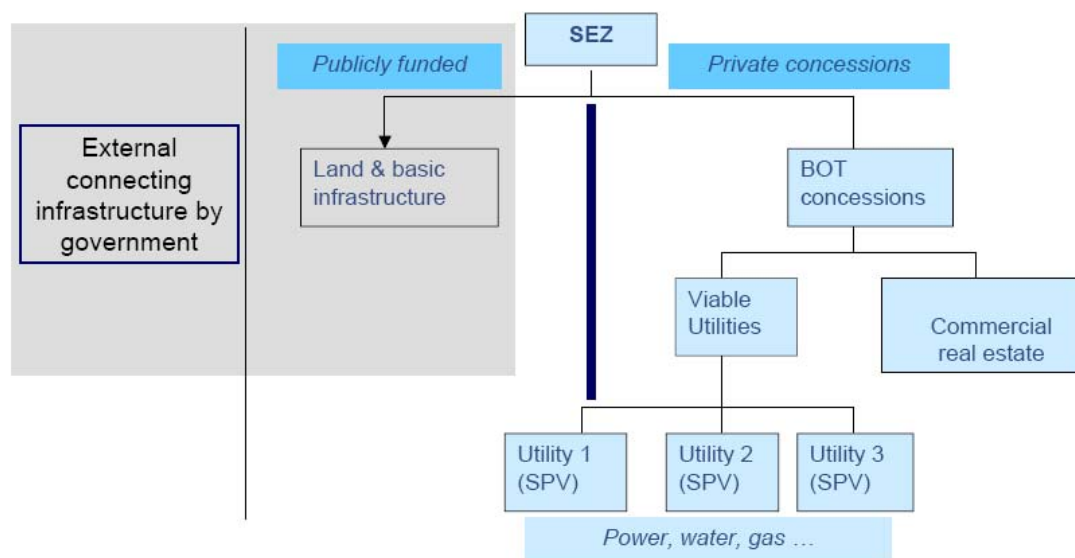 SEZ
Publicly funded
Private concessions
External
connecting
infrastructure by
government
Land & basic
infrastructure
BOT
concessions
Viable
Utilities
Commercial
real estate
Utility 1
(SPV)
Utility 2
(SPV)
Utility 3
(SPV)
Power, water, gas ...